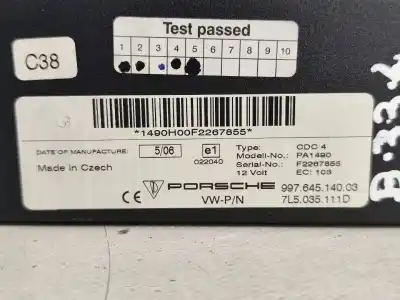 Test passed
1 2 3 4 5 6 7 8 9 10
C38
*1490H00F2267855*
DATE OF MANUFACTURE: 5/06 e1 Type: CDC 4
022040 Modell-No.: PA1490
Made in Czech Serial-No.: F2267855
12 Volt EC: 103
PORSCHE 997.645.140.03
VW-P/N 7L5.035.111D